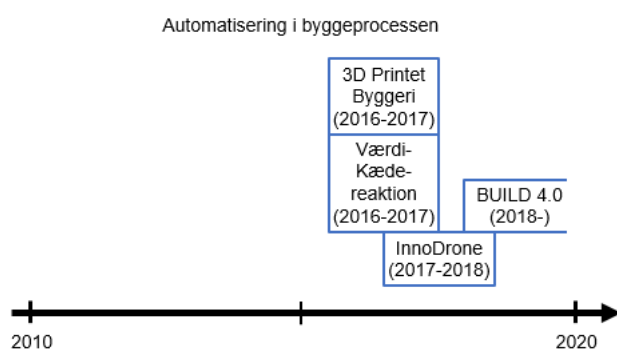 Automatisering i byggeprocessen
3D Printet
Byggeri
(2016-2017)
Værdi-
Kæde-
reaktion
(2016-2017)
BUILD 4.0
(2018-)
InnoDrone
(2017-2018)
2010
2020